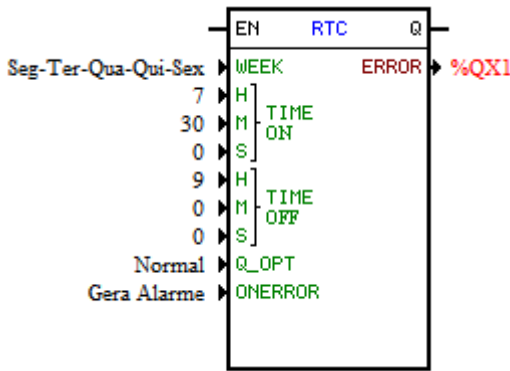 EN RTC Q
Seg-Ter-Qua-Qui-Sex WEEK ERROR %QX1
7 H
TIME
30 M
ON
0 S
9 H
TIME
0 M
OFF
0 S
Normal Q_OPT
Gera Alarme ONERROR